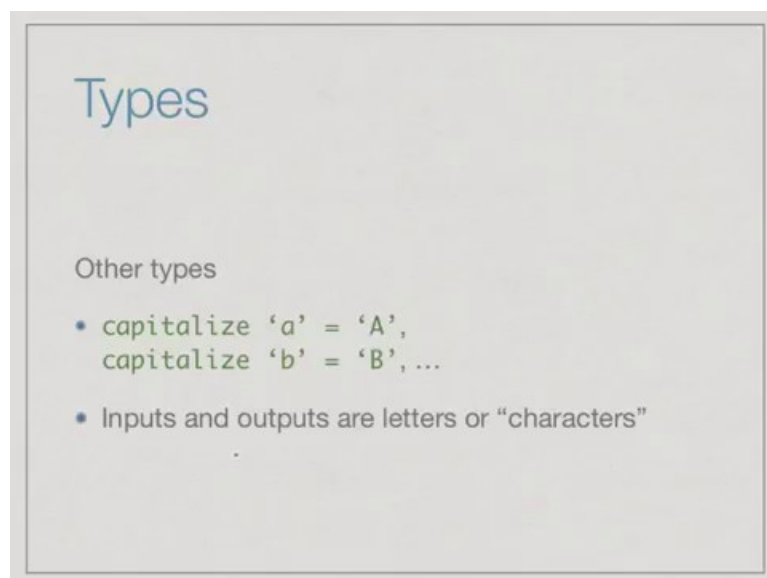 Types
Other types
• capitalize ‘a’ = ‘A’,
capitalize ‘b’ = ‘B’, …
• Inputs and outputs are letters or “characters”